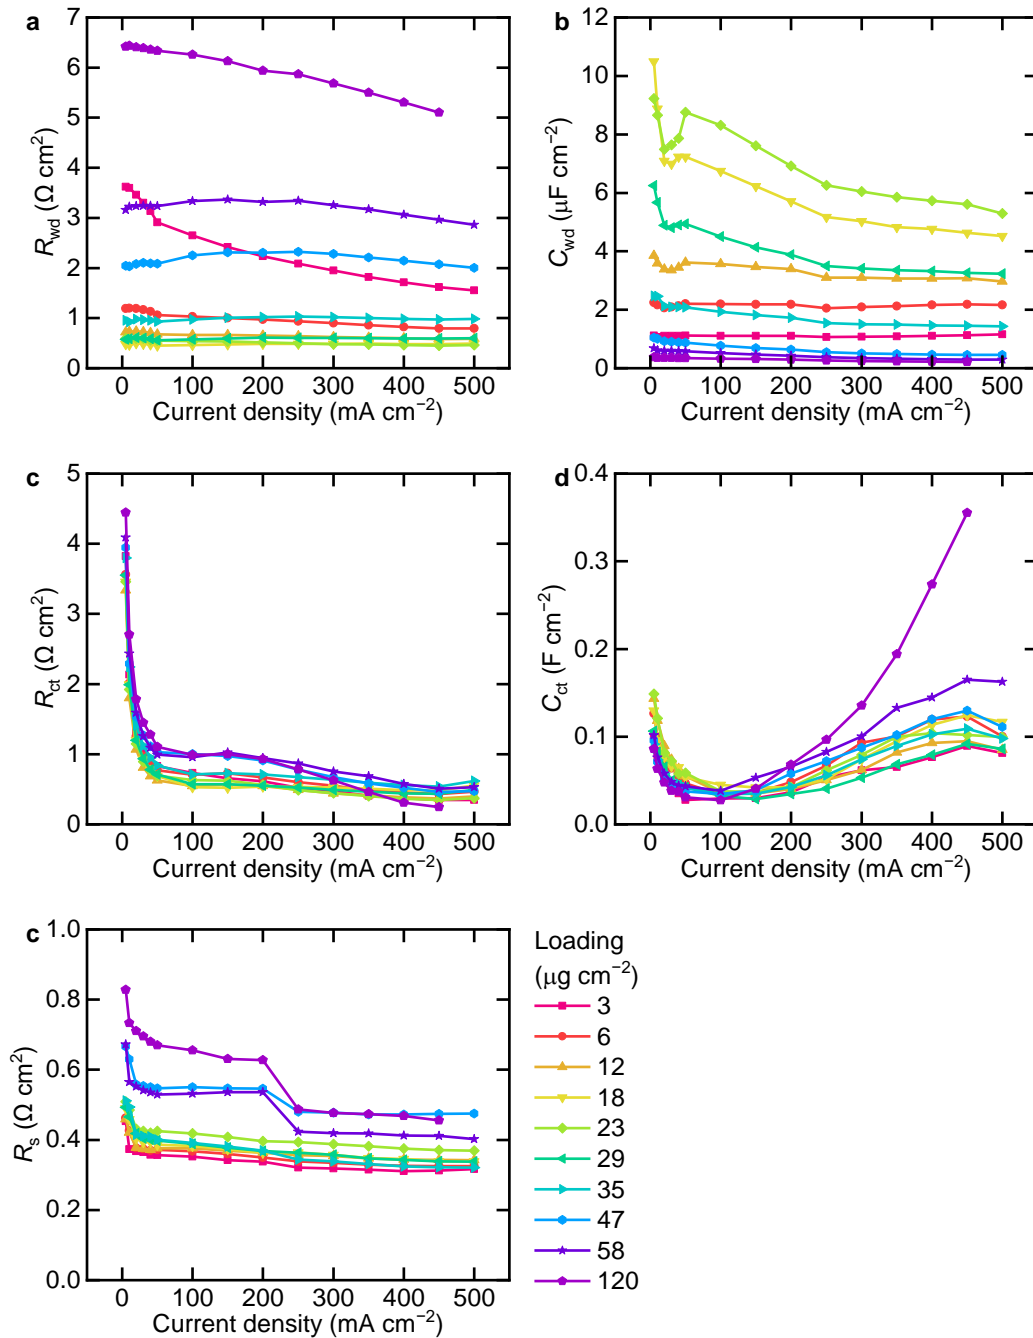 a
R_wd (Ω cm²)
7
6
5
4
3
2
1
0
0 100 200 300 400 500
Current density (mA cm⁻²)
b
C_wd (μF cm⁻²)
12
10
8
6
4
2
0
0 100 200 300 400 500
Current density (mA cm⁻²)
c
R_ct (Ω cm²)
5
4
3
2
1
0
0 100 200 300 400 500
Current density (mA cm⁻²)
d
C_ct (F cm⁻²)
0.4
0.3
0.2
0.1
0.0
0 100 200 300 400 500
Current density (mA cm⁻²)
c
R_s (Ω cm²)
1.0
0.8
0.6
0.4
0.2
0.0
0 100 200 300 400 500
Current density (mA cm⁻²)
Loading
(μg cm⁻²)
3
6
12
18
23
29
35
47
58
120